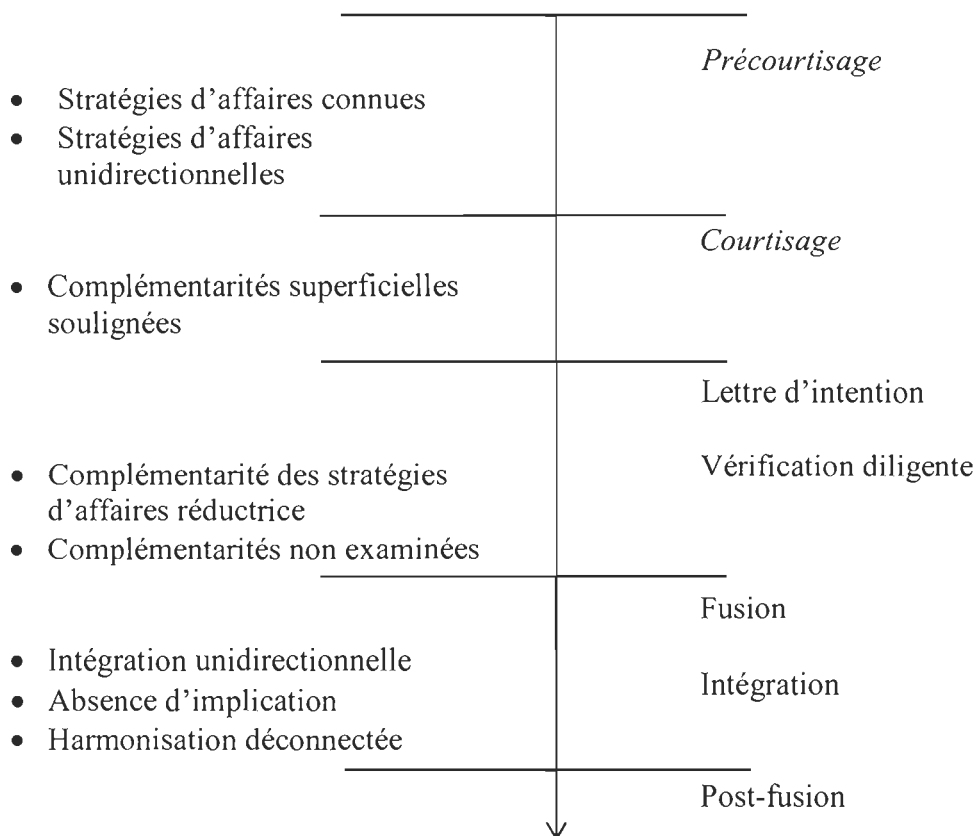 Précourtisage
• Stratégies d'affaires connues
• Stratégies d'affaires
unidirectionnelles
Courtisage
• Complémentarités superficielles
soulignées
Lettre d'intention
Vérification diligente
• Complémentarité des stratégies
d'affaires réductrice
• Complémentarités non examinées
Fusion
• Intégration unidirectionnelle
Intégration
• Absence d'implication
• Harmonisation déconnectée
Post-fusion